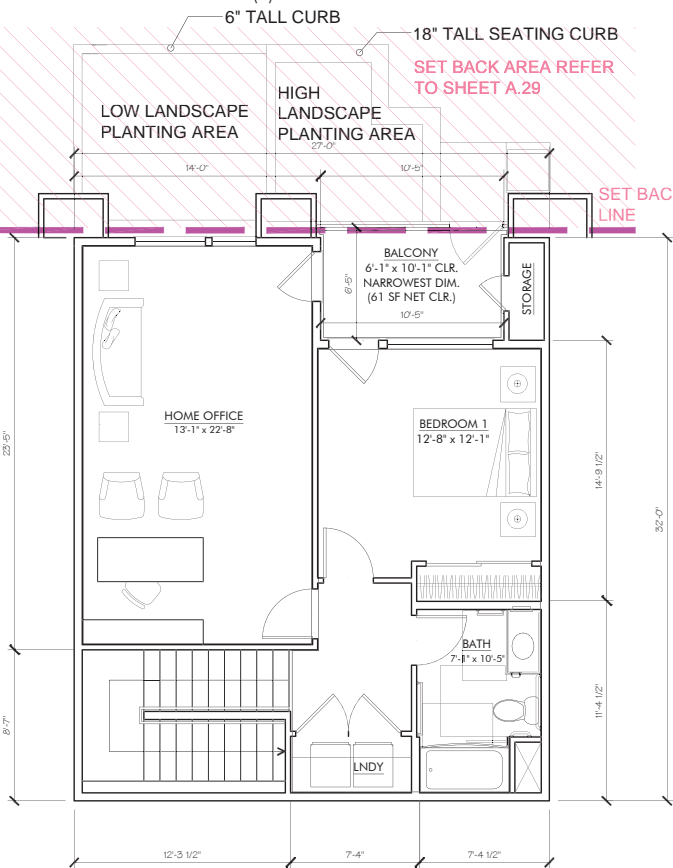 6" TALL CURB
18" TALL SEATING CURB
SET BACK AREA REFER
TO SHEET A.29
LOW LANDSCAPE
PLANTING AREA
HIGH
LANDSCAPE
PLANTING AREA
27'-0"
14'-0"
10'-5"
SET BAC
LINE
BALCONY
6'-1" x 10'-1" CLR.
NARROWEST DIM.
(61 SF NET CLR.)
6'-5"
10'-5"
STORAGE
HOME OFFICE
13'-1" x 22'-8"
BEDROOM 1
12'-8" x 12'-1"
23'-5"
14'-9 1/2"
32'-0"
BATH
7'-1" x 10'-5"
8'-7"
11'-4 1/2"
LNDY
12'-3 1/2"
7'-4"
7'-4 1/2"